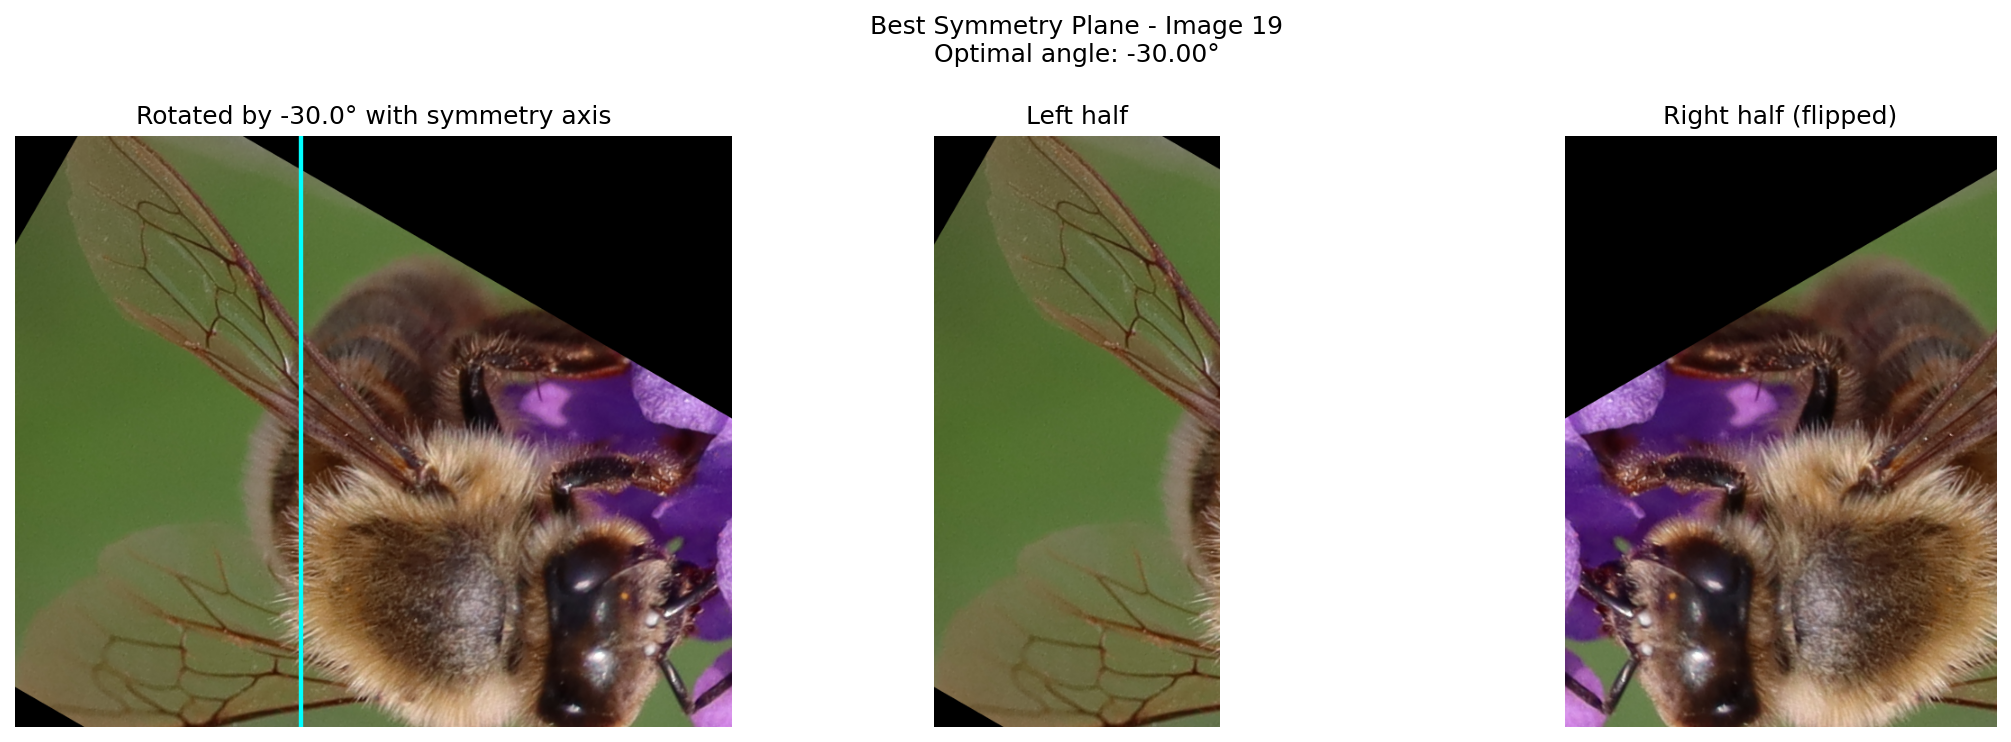 Best Symmetry Plane - Image 19
Optimal angle: -30.00°
Rotated by -30.0° with symmetry axis
Left half
Right half (flipped)